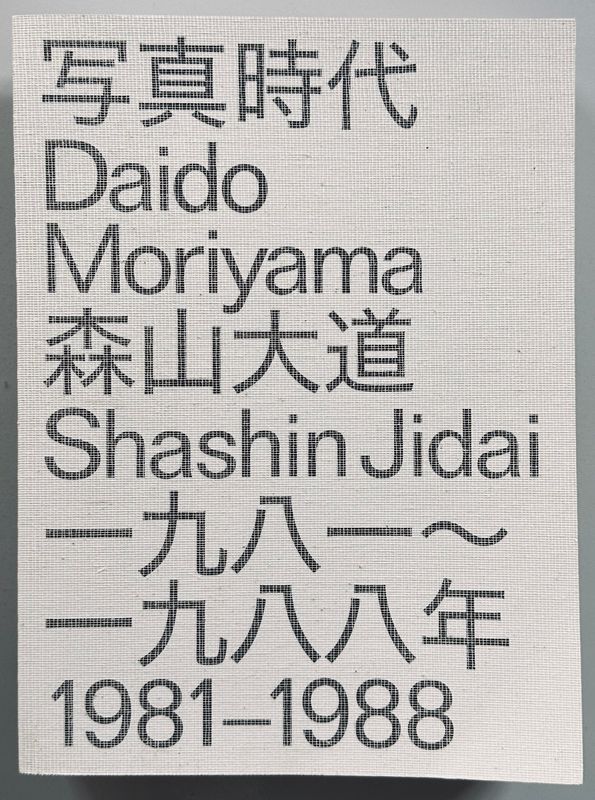 写真時代
Daido
Moriyama
森山大道
Shashin Jidai
一九八一～
一九八八年
1981–1988